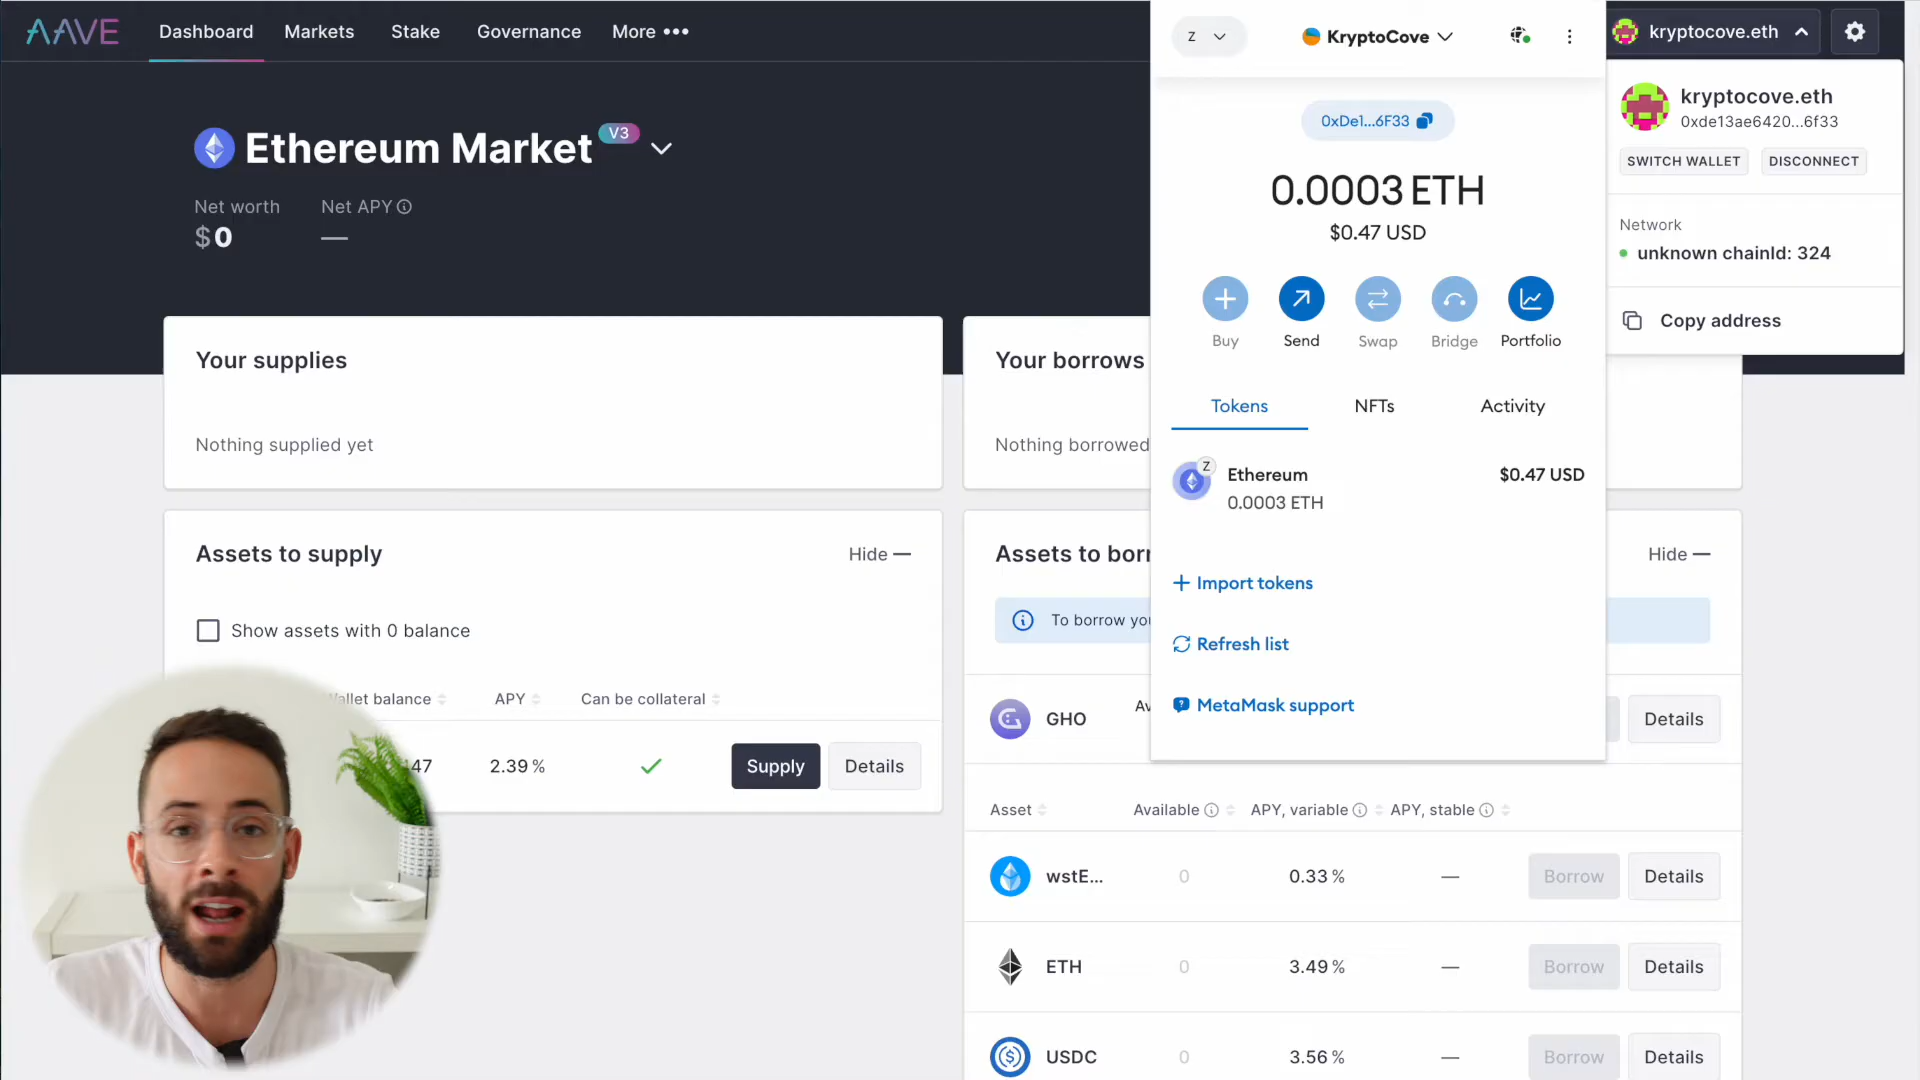 AAVE Dashboard Markets Stake Governance More
Ethereum Market V3
Net worth Net APY
$0 —
Your supplies
Nothing supplied yet
Assets to supply Hide —
Show assets with 0 balance
balance APY Can be collateral
2.39 % Supply Details
Your borrows
Nothing borrowed
Assets to Hide —
To borrow
GHO Details
Asset Available APY, variable APY, stable
wstE... 0 0.33 % — Borrow Details
ETH 0 3.49 % — Borrow Details
USDC 0 3.56 % — Borrow Details
Z KryptoCove
0xDe1...6F33
0.0003 ETH
$0.47 USD
Buy Send Swap Bridge Portfolio
Tokens NFTs Activity
Z
Ethereum $0.47 USD
0.0003 ETH
+ Import tokens
Refresh list
MetaMask support
kryptocove.eth
kryptocove.eth
0xde13ae6420...6f33
SWITCH WALLET DISCONNECT
Network
unknown chainId: 324
Copy address